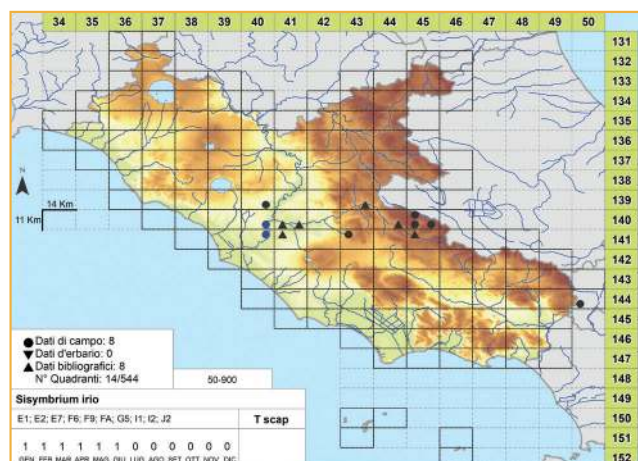 34 35 36 37 38 39 40 41 42 43 44 45 46 47 48 49 50
131
132
133
134
135
136
137
138
139
140
141
142
143
144
145
146
147
148
149
150
151
152
N
14 Km
11 Km
Dati di campo: 8
Dati d'erbario: 0
Dati bibliografici: 8
N° Quadranti: 14/544
50-900
Sisymbrium irio
E1; E2; E7; F6; F9; FA; G5; I1; I2; J2 T scap
1 1 1 1 1 1 0 0 0 0 0 0
GEN FEB MAR APR MAG GIU LUG AGO SET OTT NOV DIC